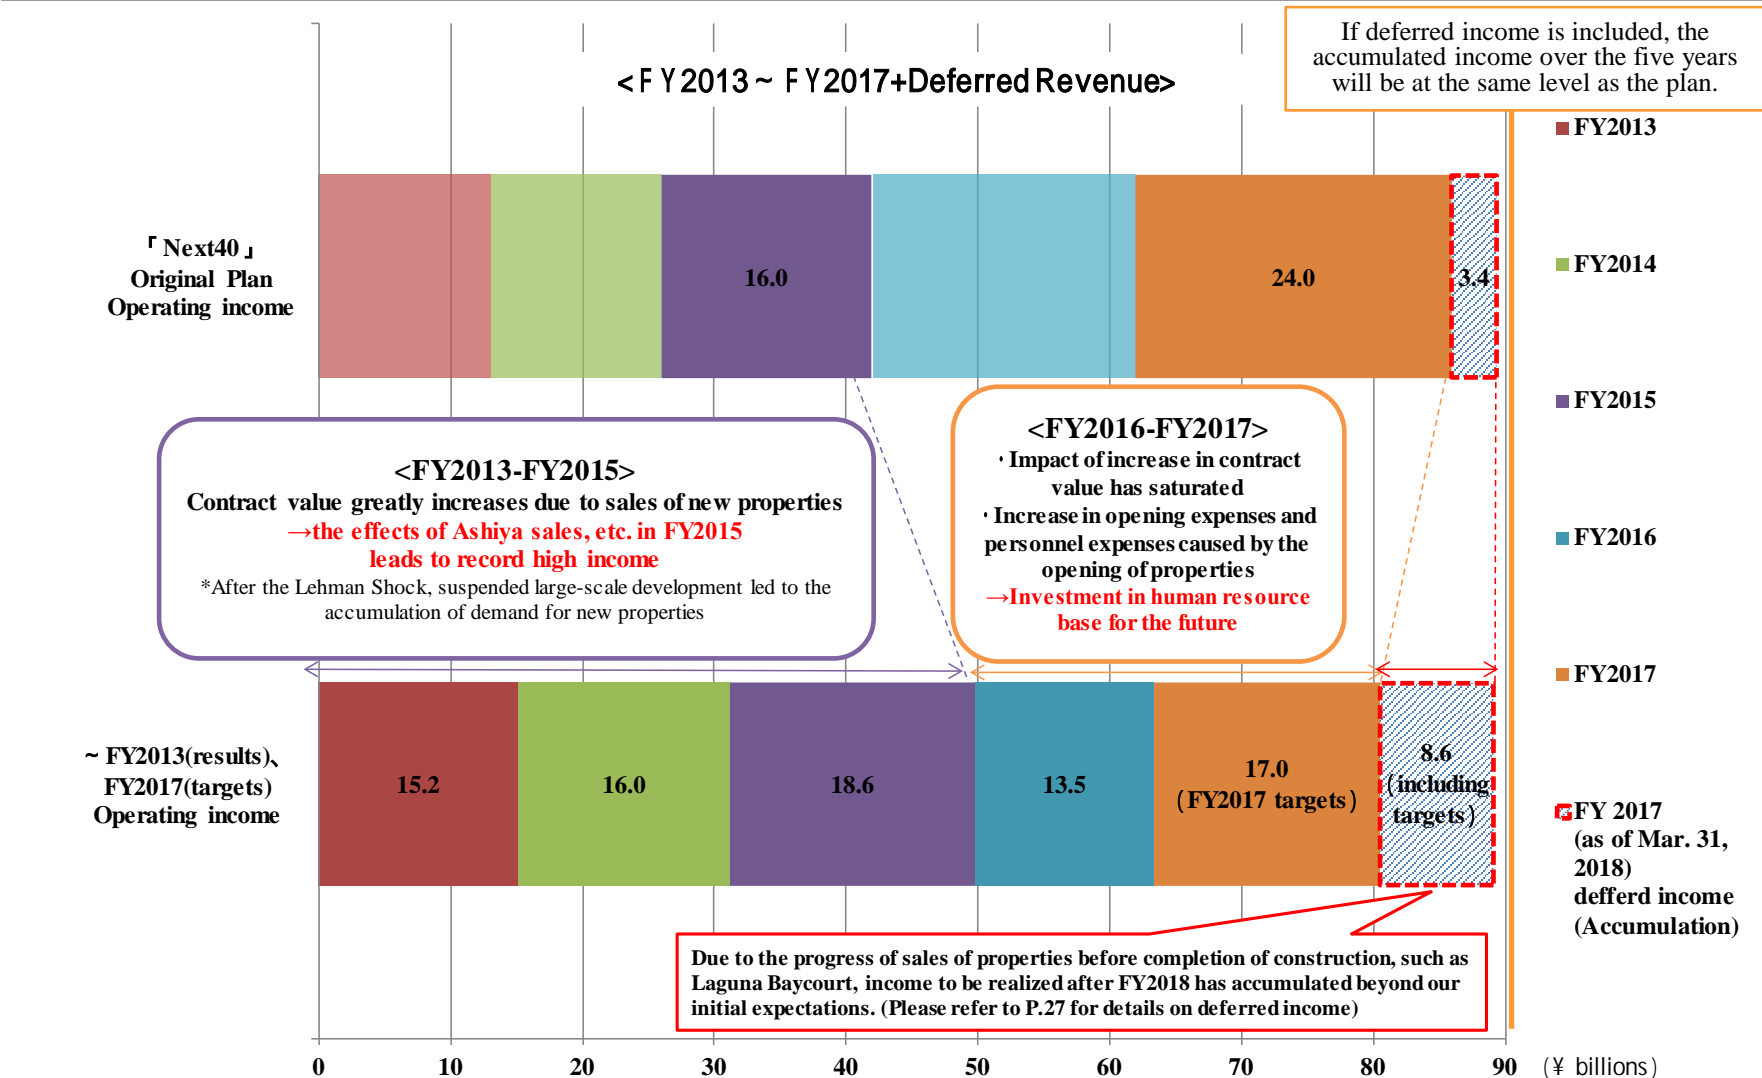 <FY2013~FY2017+Deferred Revenue>
If deferred income is included, the
accumulated income over the five years
will be at the same level as the plan.
「Next40」
Original Plan
Operating income
16.0
24.0
3.4
<FY2013-FY2015>
Contract value greatly increases due to sales of new properties
→the effects of Ashiya sales, etc. in FY2015
leads to record high income
*After the Lehman Shock, suspended large-scale development led to the
accumulation of demand for new properties
<FY2016-FY2017>
・Impact of increase in contract
value has saturated
・Increase in opening expenses and
personnel expenses caused by the
opening of properties
→Investment in human resource
base for the future
~FY2013(results)、
FY2017(targets)
Operating income
15.2
16.0
18.6
13.5
17.0
(FY2017 targets)
8.6
(including
targets)
Due to the progress of sales of properties before completion of construction, such as
Laguna Baycourt, income to be realized after FY2018 has accumulated beyond our
initial expectations. (Please refer to P.27 for details on deferred income)
0 10 20 30 40 50 60 70 80 90 (¥ billions)
FY2013
FY2014
FY2015
FY2016
FY2017
FY 2017
(as of Mar. 31,
2018)
defferd income
(Accumulation)